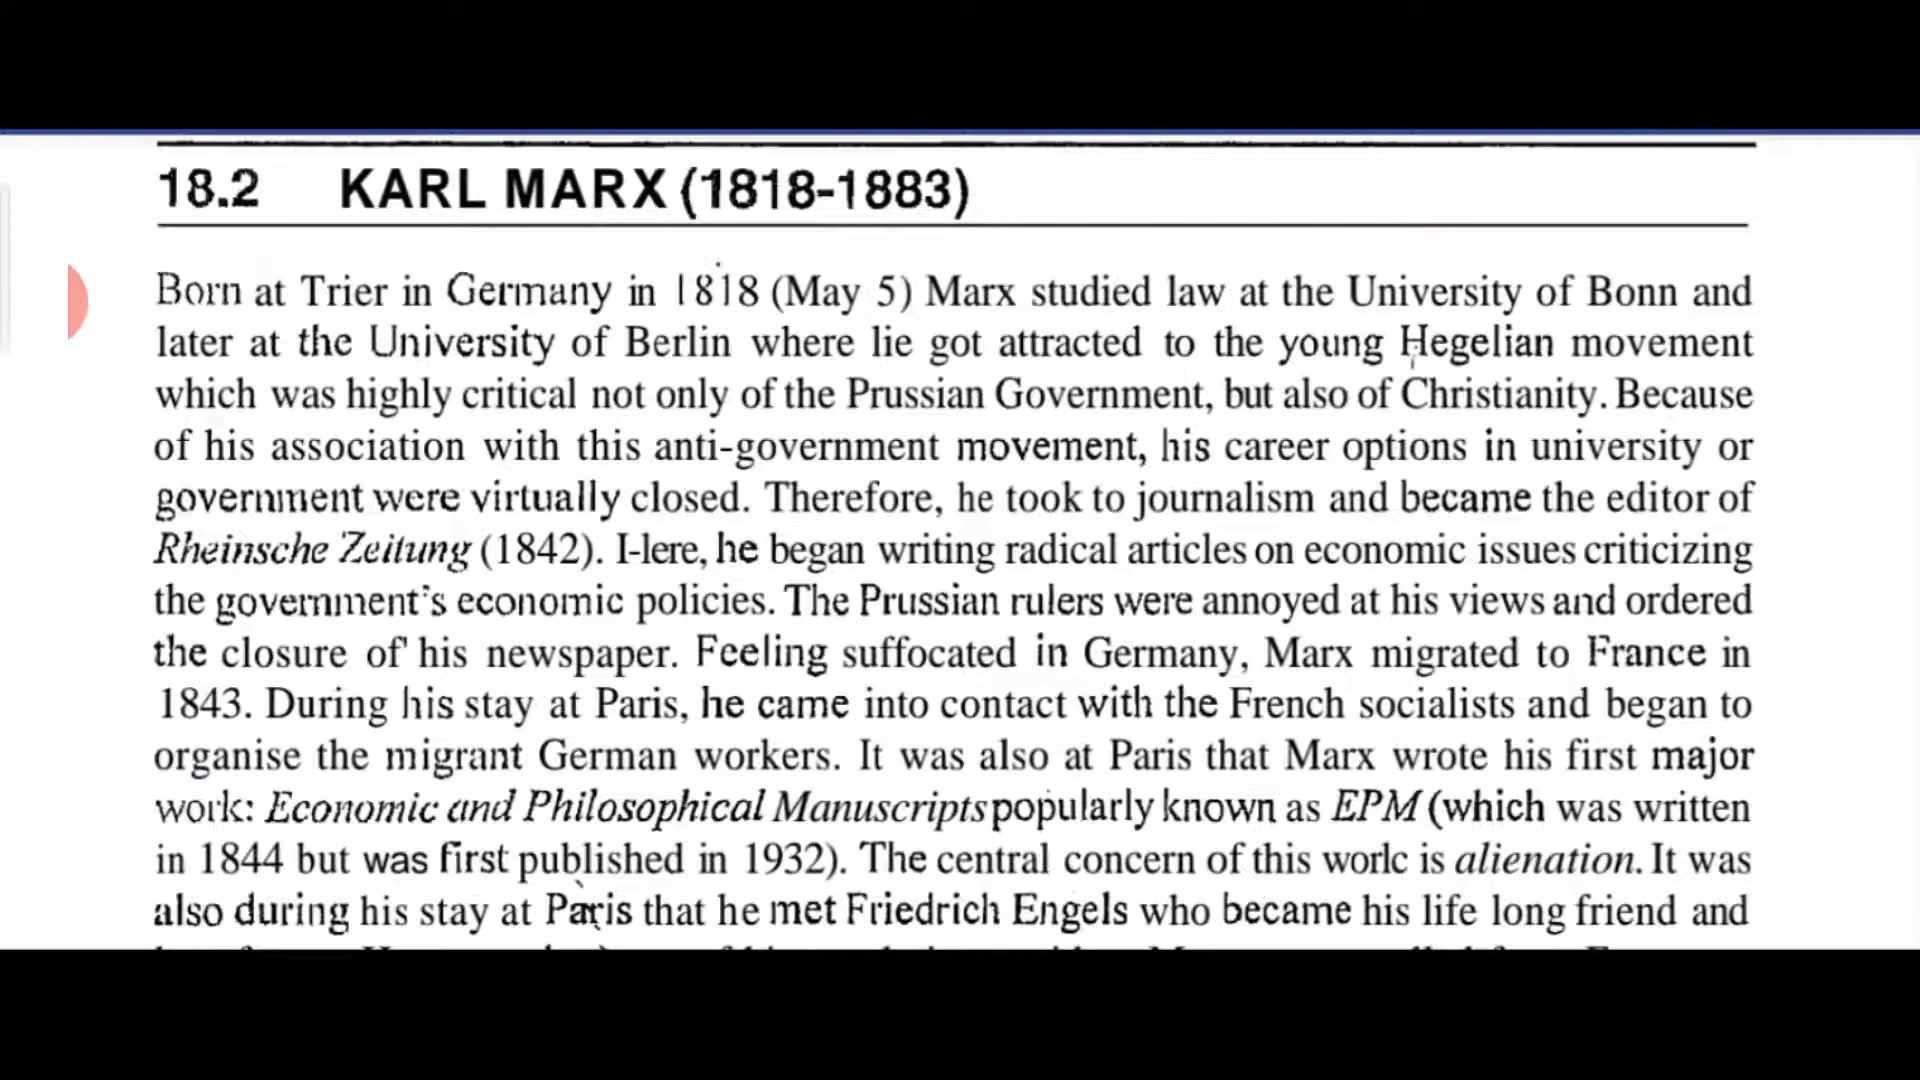 18.2 KARL MARX (1818-1883)
Born at Trier in Germany in 1818 (May 5) Marx studied law at the University of Bonn and
later at the University of Berlin where lie got attracted to the young Hegelian movement
which was highly critical not only of the Prussian Government, but also of Christianity. Because
of his association with this anti-government movement, his career options in university or
government were virtually closed. Therefore, he took to journalism and became the editor of
Rheinsche Zeitung (1842). I-lere, he began writing radical articles on economic issues criticizing
the government's economic policies. The Prussian rulers were annoyed at his views and ordered
the closure of his newspaper. Feeling suffocated in Germany, Marx migrated to France in
1843. During his stay at Paris, he came into contact with the French socialists and began to
organise the migrant German workers. It was also at Paris that Marx wrote his first major
work: Economic and Philosophical Manuscripts popularly known as EPM (which was written
in 1844 but was first published in 1932). The central concern of this worlc is alienation. It was
also during his stay at Paris that he met Friedrich Engels who became his life long friend and